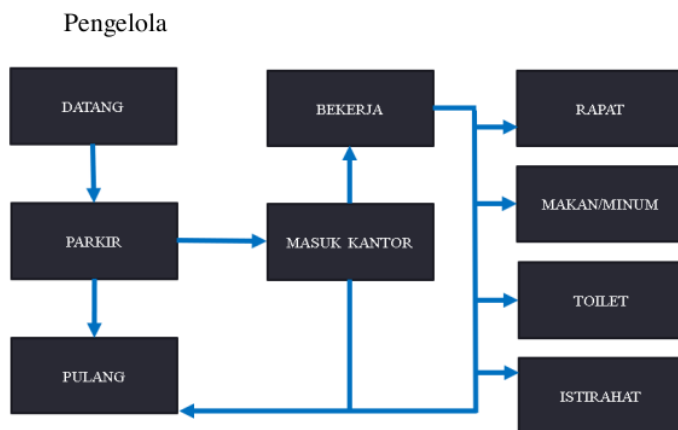 Pengelola
DATANG
BEKERJA
RAPAT
PARKIR
MASUK KANTOR
MAKAN/MINUM
TOILET
PULANG
ISTIRAHAT